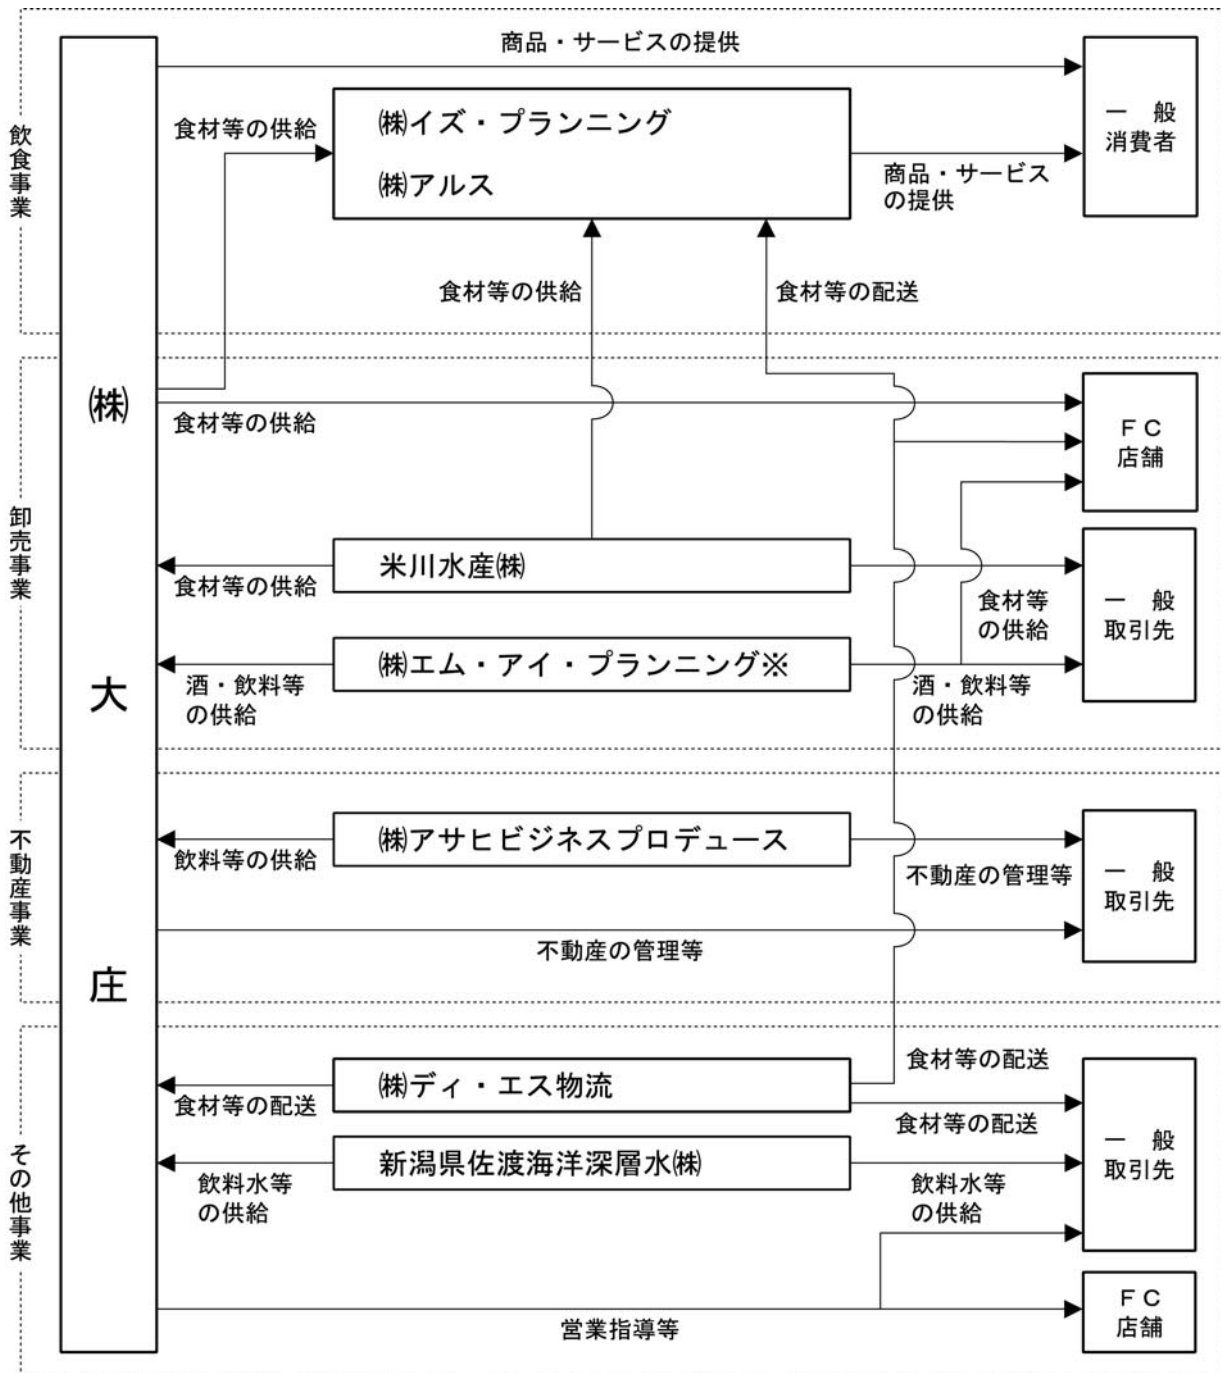 商品・サービスの提供
飲食事業
食材等の供給
㈱イズ・プランニング
㈱アルス
一　般
消費者
商品・サービス
の提供
食材等の供給
食材等の配送
㈱大庄
卸売事業
食材等の供給
ＦＣ
店舗
米川水産㈱
食材等の供給
食材等
の供給
一　般
取引先
㈱エム・アイ・プランニング※
酒・飲料等
の供給
酒・飲料等
の供給
不動産事業
㈱アサヒビジネスプロデュース
飲料等の供給
不動産の管理等
一　般
取引先
不動産の管理等
その他事業
㈱ディ・エス物流
食材等の配送
食材等の配送
食材等の配送
一　般
取引先
新潟県佐渡海洋深層水㈱
飲料水等
の供給
飲料水等
の供給
営業指導等
ＦＣ
店舗